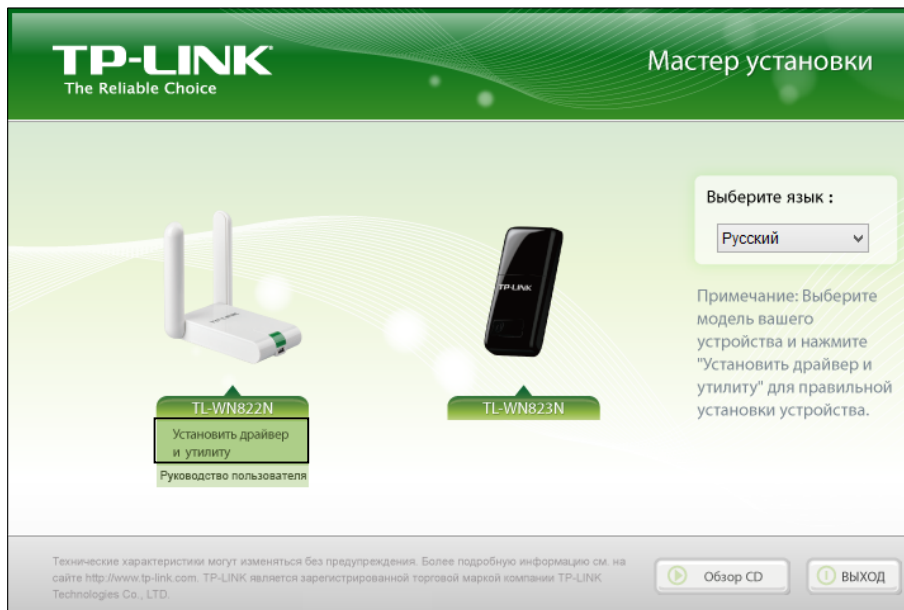 TP-LINK
The Reliable Choice
Мастер установки
Выберите язык :
Русский
Примечание: Выберите
модель вашего
устройства и нажмите
"Установить драйвер и
утилиту" для правильной
установки устройства.
TP-LINK
TP-LINK
TL-WN822N
TL-WN823N
Установить драйвер
и утилиту
Руководство пользователя
Технические характеристики могут изменяться без предупреждения. Более подробную информацию см. на
сайте http://www.tp-link.com. TP-LINK является зарегистрированной торговой маркой компании TP-LINK
Technologies Co., LTD.
Обзор CD
ВЫХОД